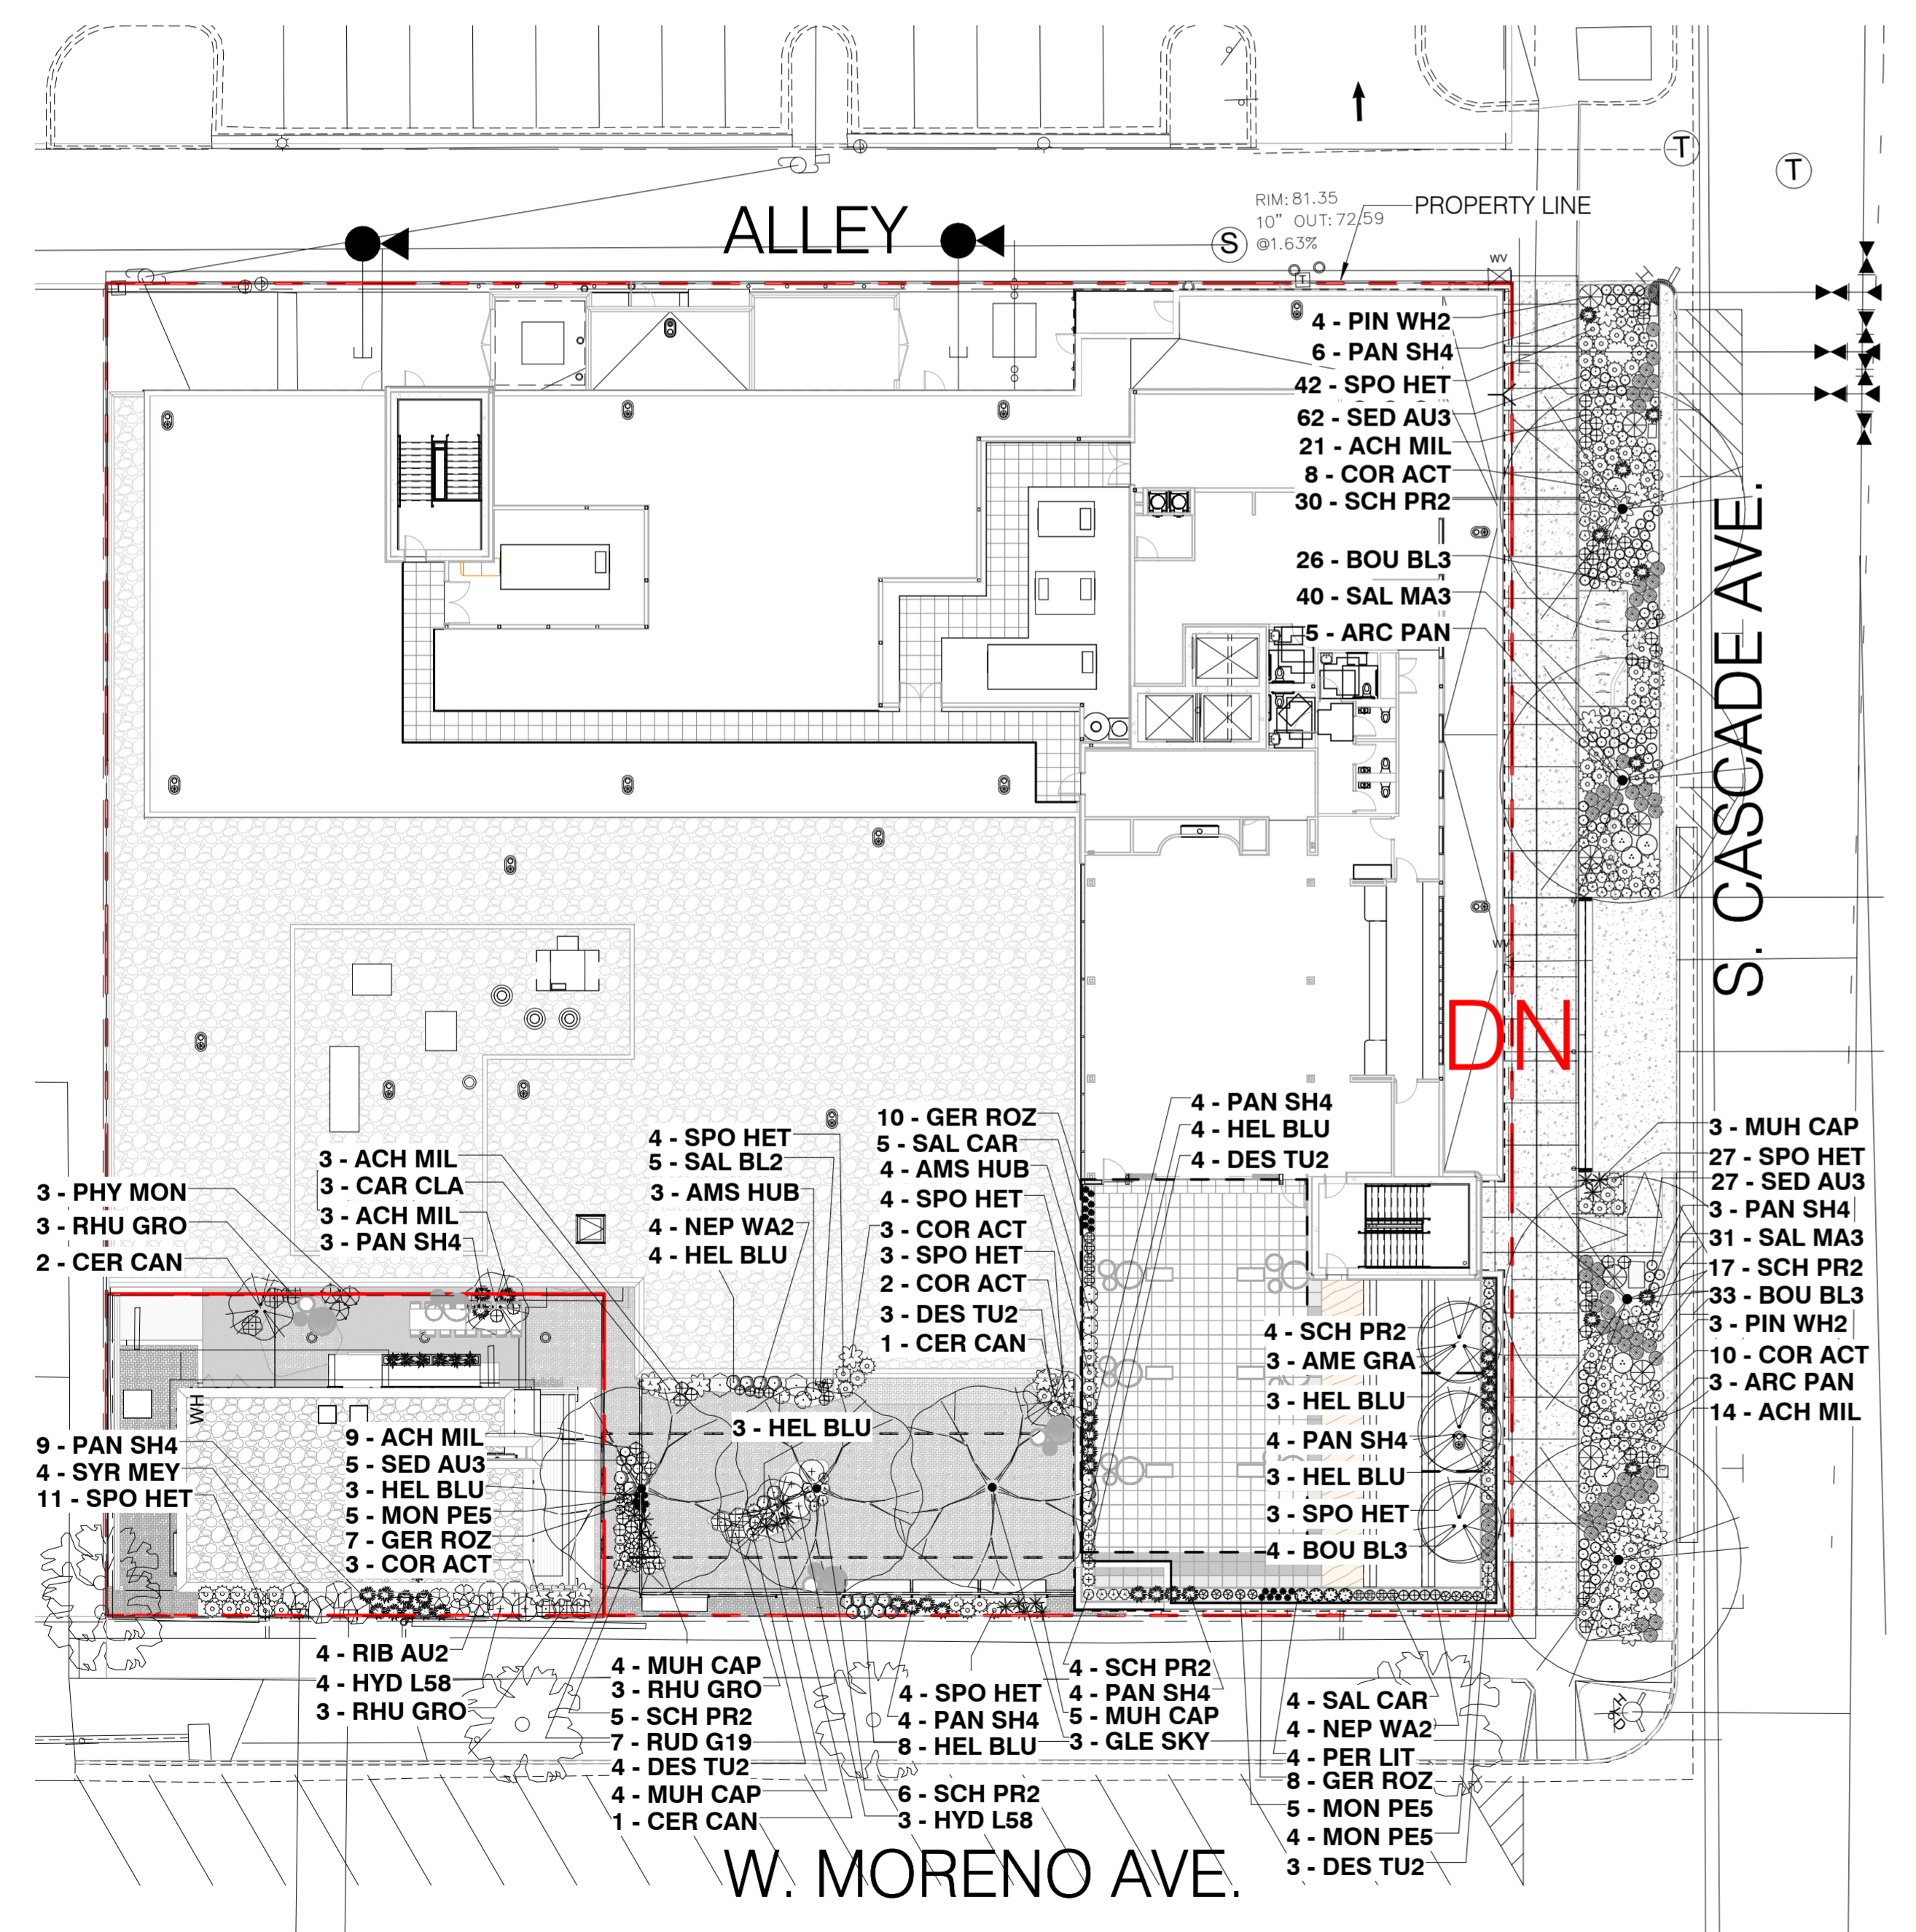 T
T
ALLEY
RIM: 81.35
10" OUT: 72.59
@1.63%
S
PROPERTY LINE
WV
T
H
4 - PIN WH2
6 - PAN SH4
42 - SPO HET
62 - SED AU3
21 - ACH MIL
8 - COR ACT
30 - SCH PR2
26 - BOU BL3
40 - SAL MA3
5 - ARC PAN
S. CASCADE AVE.
WV
DN
3 - PHY MON
3 - RHU GRO
2 - CER CAN
3 - ACH MIL
3 - CAR CLA
3 - ACH MIL
3 - PAN SH4
4 - SPO HET
5 - SAL BL2
3 - AMS HUB
4 - NEP WA2
4 - HEL BLU
10 - GER ROZ
5 - SAL CAR
4 - AMS HUB
4 - SPO HET
3 - COR ACT
3 - SPO HET
2 - COR ACT
3 - DES TU2
1 - CER CAN
4 - PAN SH4
4 - HEL BLU
4 - DES TU2
3 - MUH CAP
27 - SPO HET
27 - SED AU3
3 - PAN SH4
31 - SAL MA3
17 - SCH PR2
33 - BOU BL3
3 - PIN WH2
10 - COR ACT
3 - ARC PAN
14 - ACH MIL
4 - SCH PR2
3 - AME GRA
3 - HEL BLU
4 - PAN SH4
3 - HEL BLU
3 - SPO HET
4 - BOU BL3
WH
3 - HEL BLU
9 - PAN SH4
4 - SYR MEY
11 - SPO HET
9 - ACH MIL
5 - SED AU3
3 - HEL BLU
5 - MON PE5
7 - GER ROZ
3 - COR ACT
4 - RIB AU2
4 - HYD L58
3 - RHU GRO
4 - MUH CAP
3 - RHU GRO
5 - SCH PR2
7 - RUD G19
4 - DES TU2
4 - MUH CAP
1 - CER CAN
4 - SPO HET
4 - PAN SH4
8 - HEL BLU
6 - SCH PR2
3 - HYD L58
4 - SCH PR2
4 - PAN SH4
5 - MUH CAP
3 - GLE SKY
4 - SAL CAR
4 - NEP WA2
4 - PER LIT
8 - GER ROZ
5 - MON PE5
4 - MON PE5
3 - DES TU2
W. MORENO AVE.